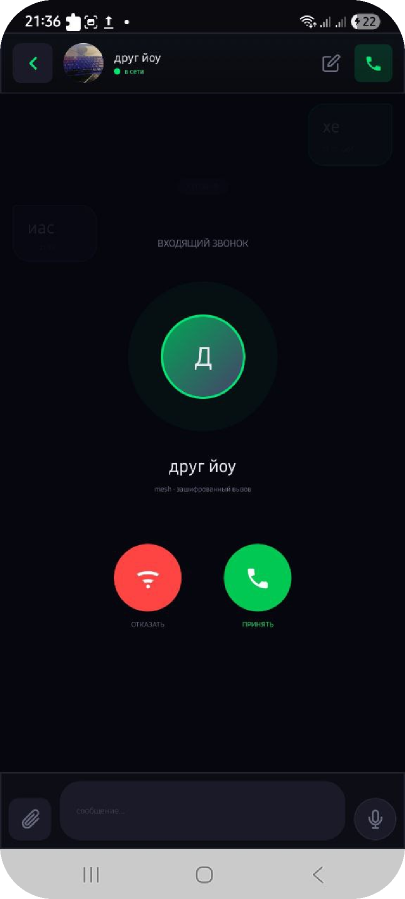 21:36
22
друг йоу
в сети
хе
иас
ВХОДЯЩИЙ ЗВОНОК
Д
друг йоу
mesh · зашифрованный вызов
ОТКАЗАТЬ
ПРИНЯТЬ
сообщение...